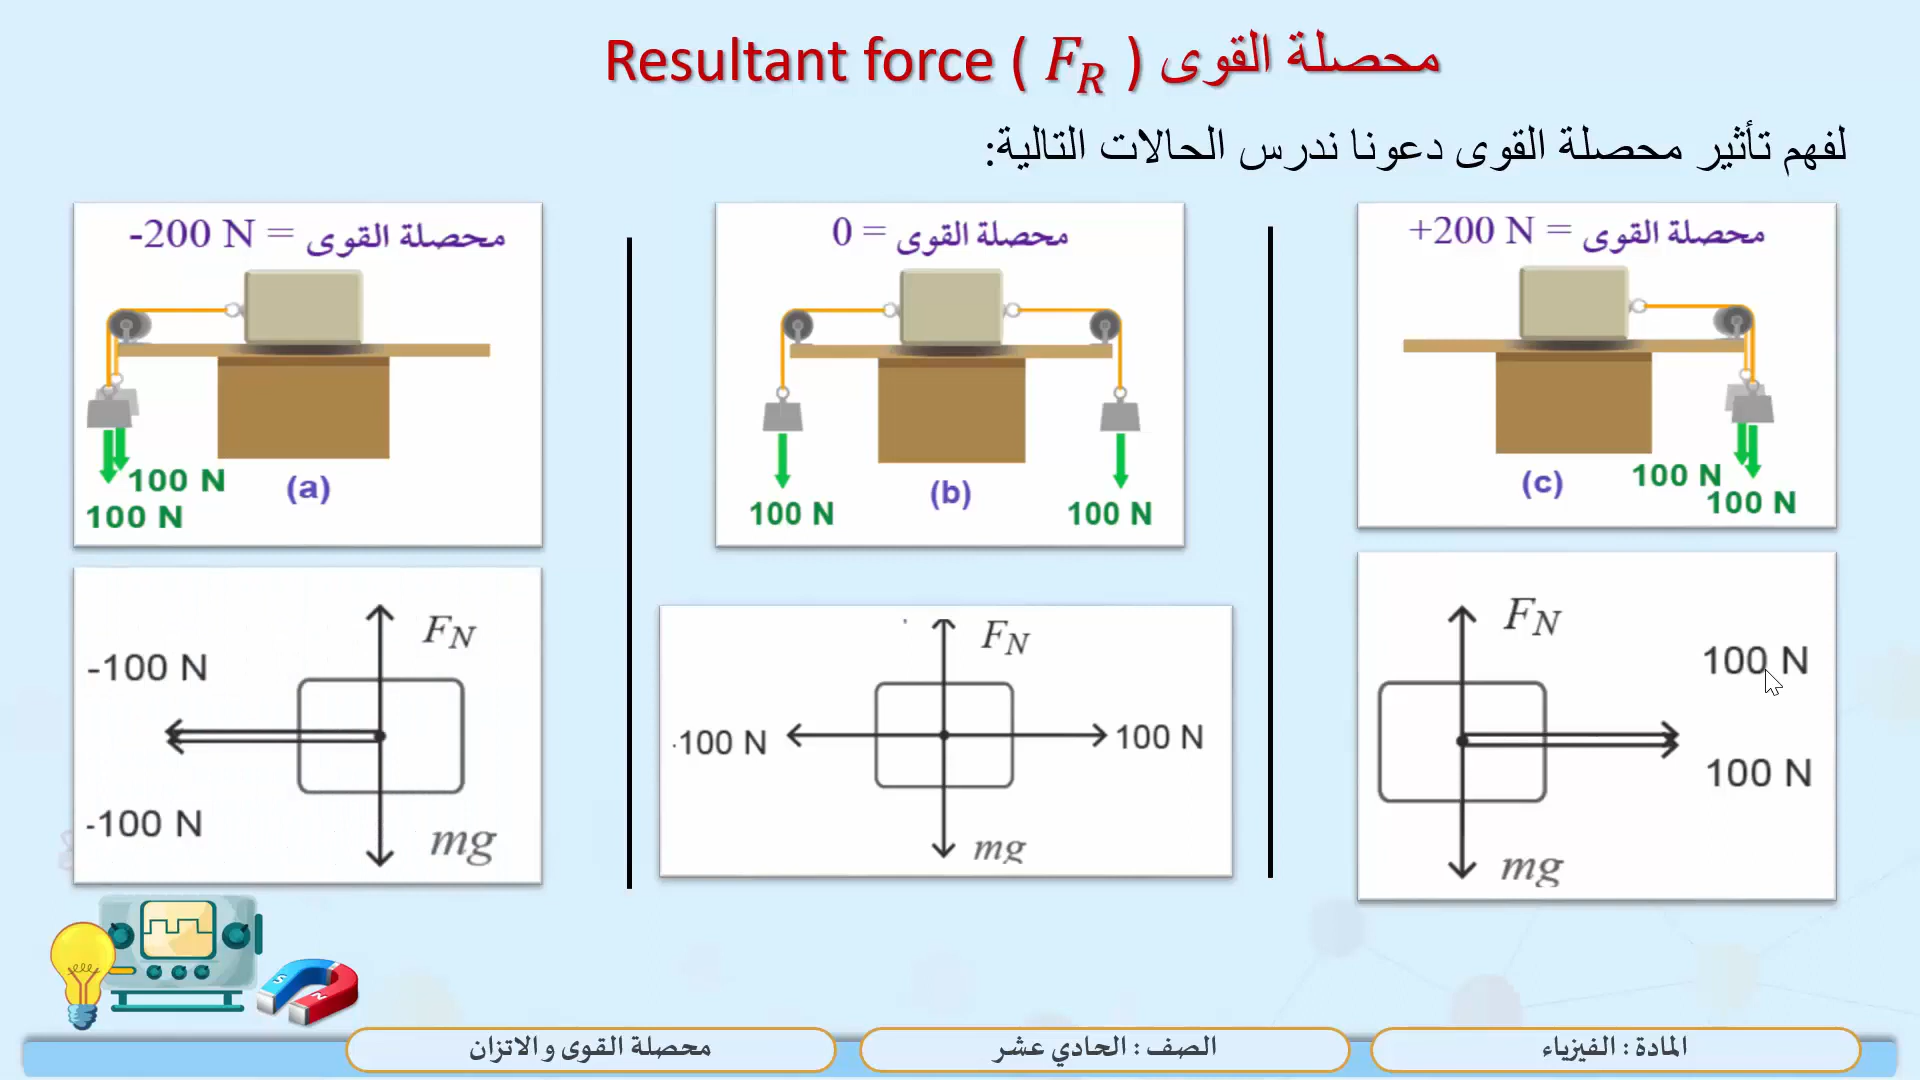 محصلة القوى Resultant force ( F_R )
لفهم تأثير محصلة القوى دعونا ندرس الحالات التالية:
محصلة القوى = +200 N
100 N
100 N
(c)
محصلة القوى = 0
100 N
100 N
(b)
محصلة القوى = -200 N
100 N
100 N
(a)
F_N
100 N
100 N
mg
F_N
-100 N
100 N
mg
F_N
-100 N
-100 N
mg
S
N
المادة : الفيزياء
الصف : الحادي عشر
محصلة القوى و الاتزان